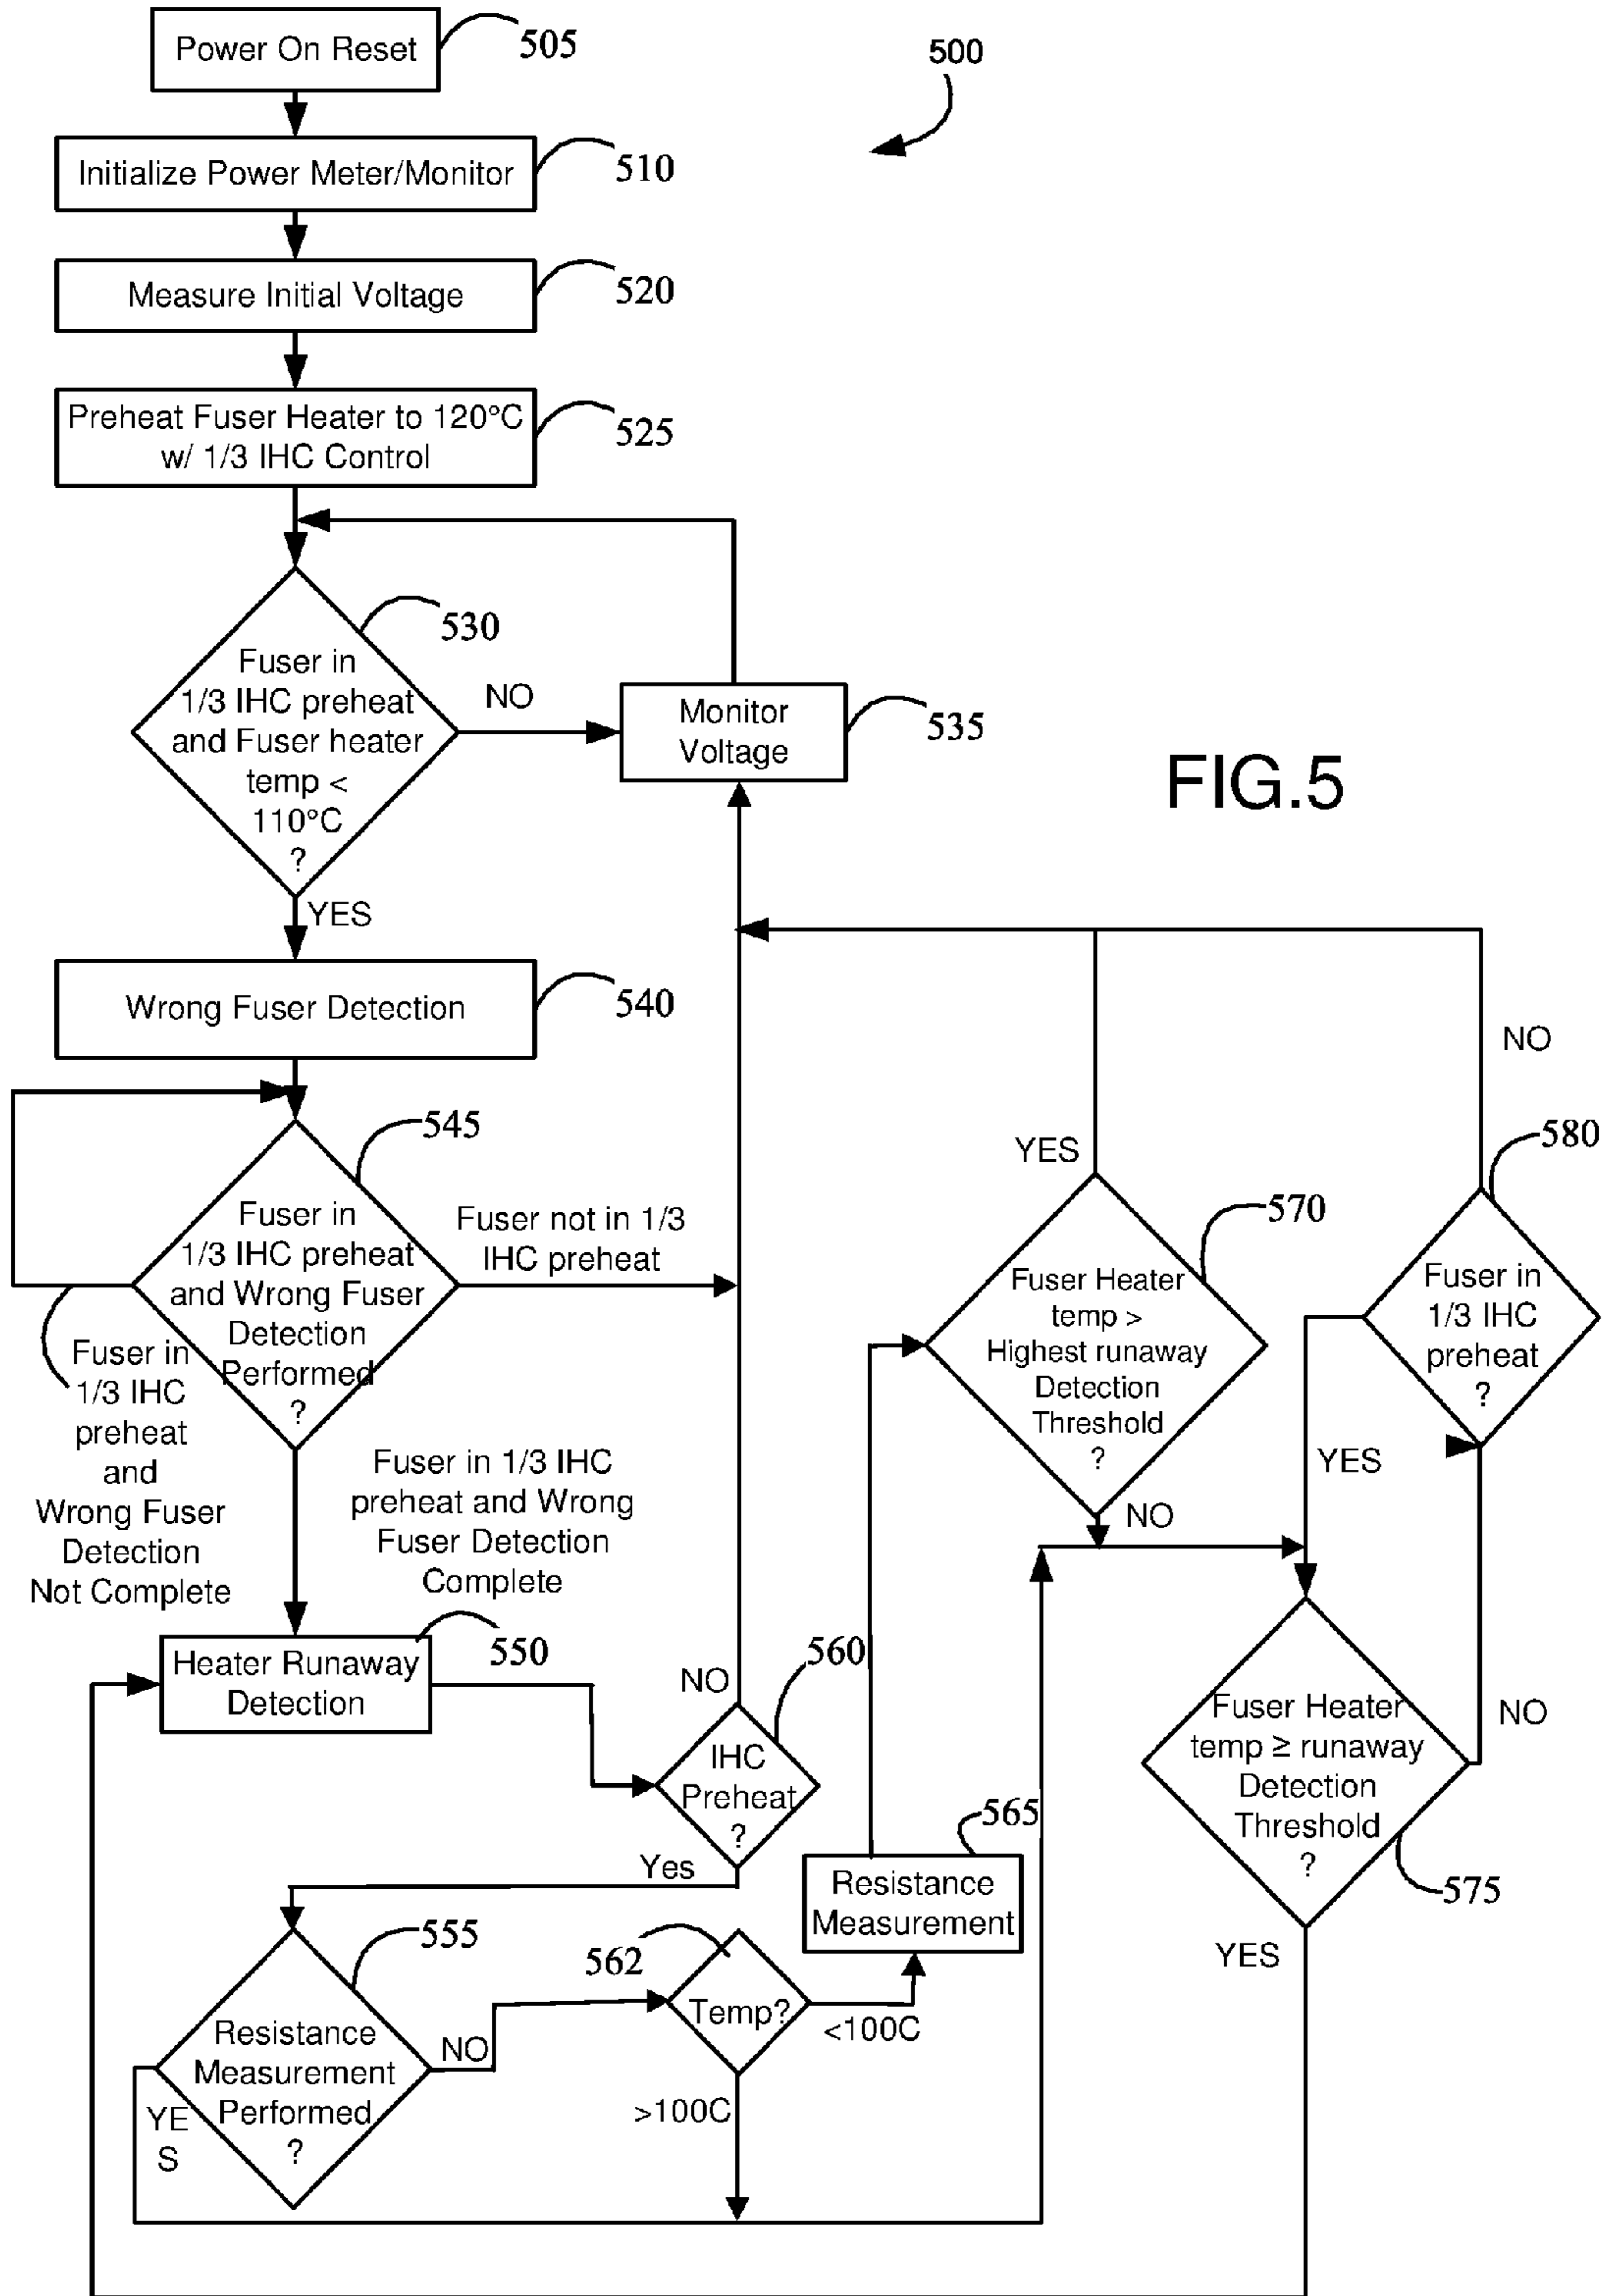 Power On Reset
505
500
Initialize Power Meter/Monitor
510
Measure Initial Voltage
520
Preheat Fuser Heater to 120°C
w/ 1/3 IHC Control
525
530
Fuser in
1/3 IHC preheat
and Fuser heater
temp <
110°C
?
NO
Monitor
Voltage
535
FIG.5
YES
Wrong Fuser Detection
540
545
Fuser in
1/3 IHC preheat
and Wrong Fuser
Detection
Performed
?
Fuser not in 1/3
IHC preheat
Fuser in
1/3 IHC
preheat
and
Wrong Fuser
Detection
Not Complete
Fuser in 1/3 IHC
preheat and Wrong
Fuser Detection
Complete
Heater Runaway
Detection
550
NO
560
IHC
Preheat
?
Yes
555
Resistance
Measurement
Performed
?
NO
YE
S
562
Temp?
<100C
>100C
Resistance
Measurement
565
YES
570
Fuser Heater
temp >
Highest runaway
Detection
Threshold
?
NO
NO
580
Fuser in
1/3 IHC
preheat
?
YES
Fuser Heater
temp ≥ runaway
Detection
Threshold
?
NO
575
YES